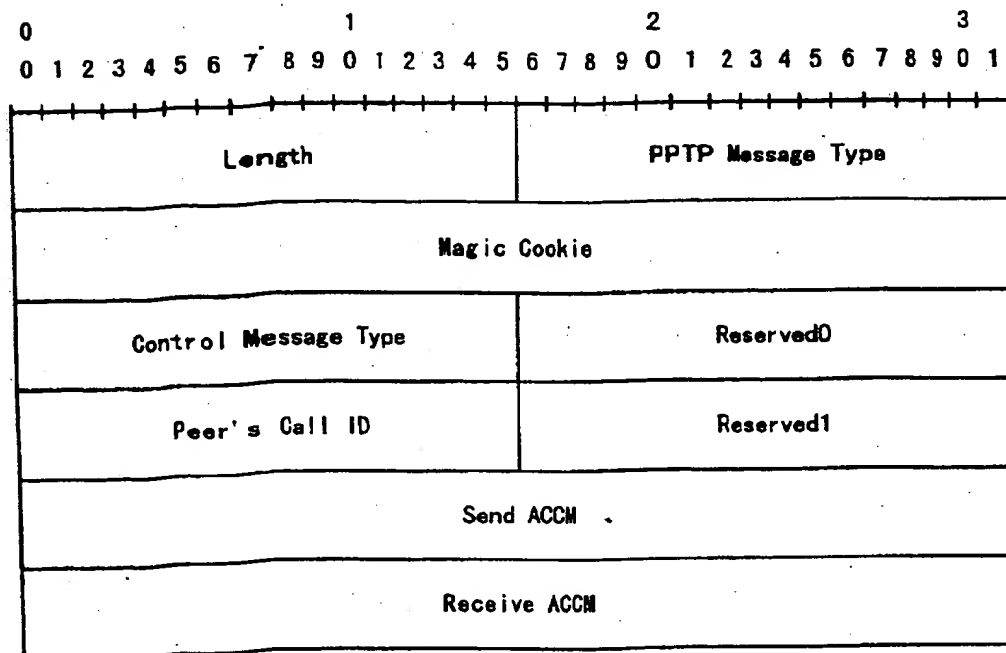 0 1 2 3
0 1 2 3 4 5 6 7 8 9 0 1 2 3 4 5 6 7 8 9 0 1 2 3 4 5 6 7 8 9 0 1
Length PPTP Message Type
Magic Cookie
Control Message Type Reserved0
Peer's Call ID Reserved1
Send ACCM
Receive ACCM